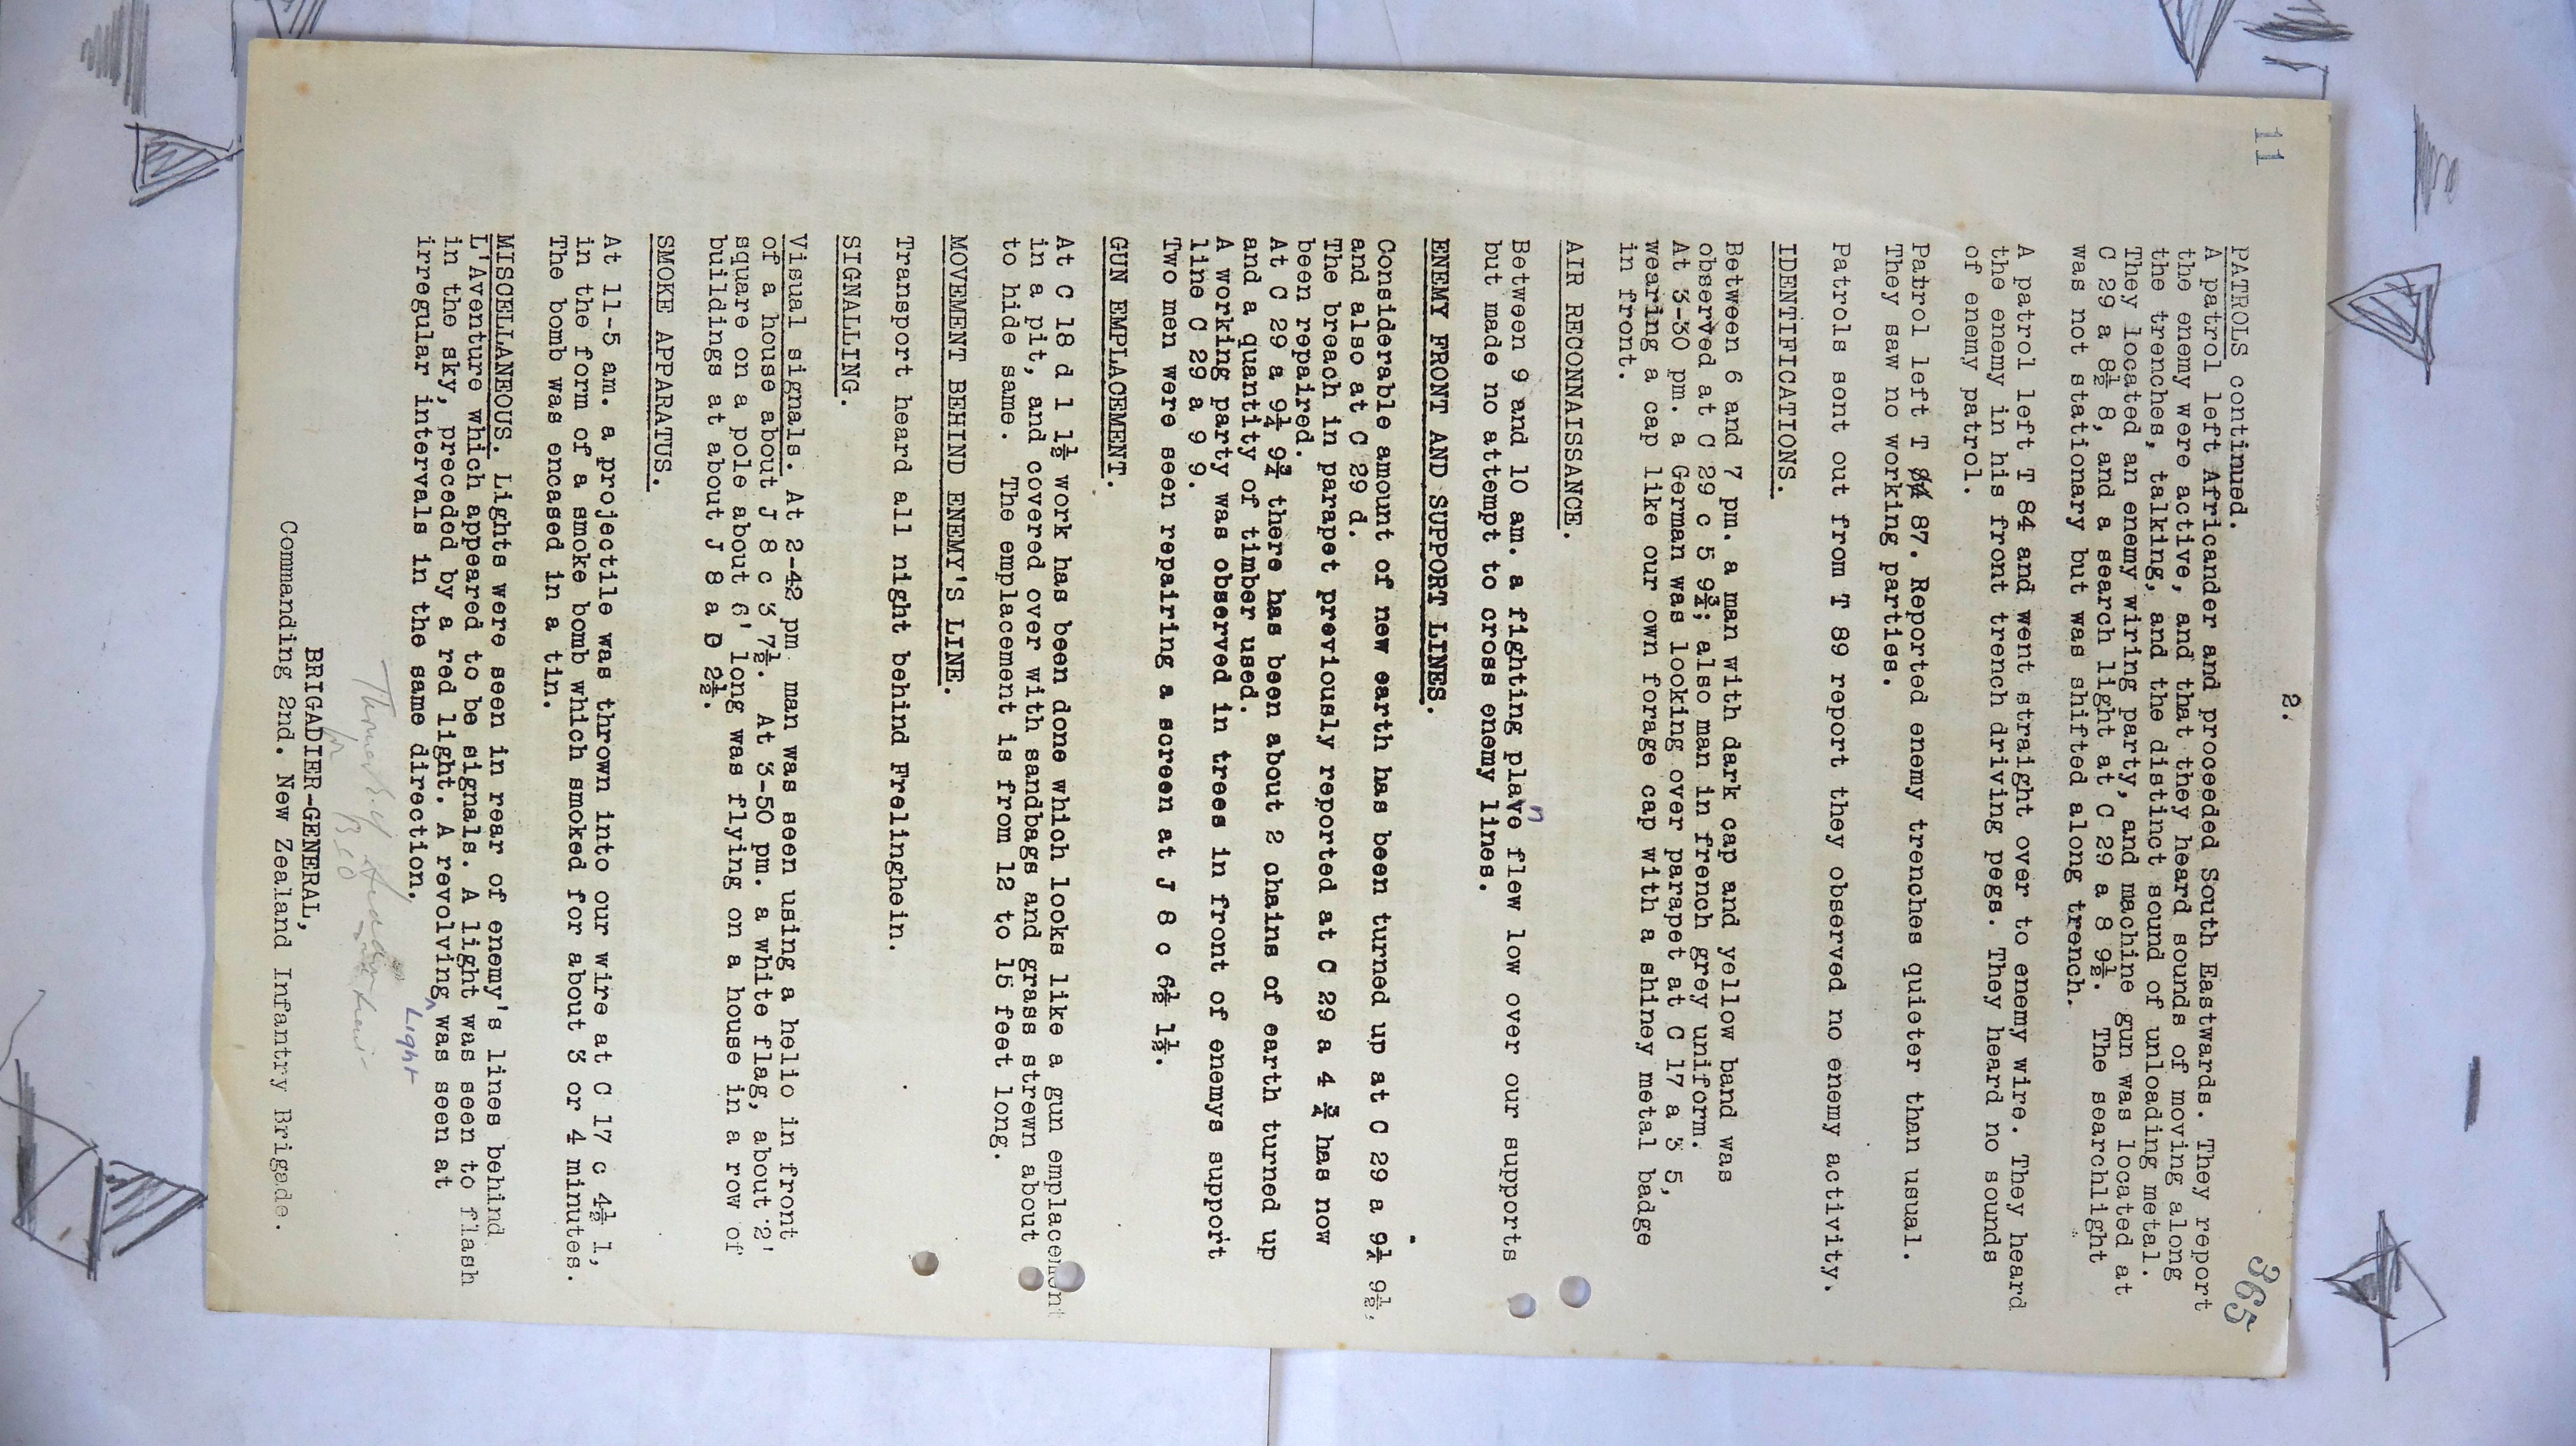 11
2.
365
PATROLS continued.
A patrol left Africander and proceeded South Eastwards. They report
the enemy were active, and that they heard sounds of moving along
the trenches, talking, and the distinct sound of unloading metal.
They located an enemy wiring party, and machine gun was located at
C 29 a 8½ 8, and a search light at C 29 a 8 9½. The searchlight
was not stationary but was shifted along trench.
A patrol left T 84 and went straight over to enemy wire. They heard
the enemy in his front trench driving pegs. They heard no sounds
of enemy patrol.
Patrol left T 87. Reported enemy trenches quieter than usual.
They saw no working parties.
Patrols sent out from T 89 report they observed no enemy activity.
IDENTIFICATIONS.
Between 6 and 7 pm. a man with dark cap and yellow band was
observed at C 29 c 5 9¾; also man in french grey uniform.
At 3-30 pm. a German was looking over parapet at C 17 a 3 5,
wearing a cap like our own forage cap with a shiney metal badge
in front.
AIR RECONNAISSANCE.
Between 9 and 10 am. a fighting plane flew low over our supports
but made no attempt to cross enemy lines.
ENEMY FRONT AND SUPPORT LINES.
Considerable amount of new earth has been turned up at C 29 a 9¼ 9½,
and also at C 29 d.
The breach in parapet previously reported at C 29 a 4 ¾ has now
been repaired.
At C 29 a 9¼ 9¾ there has been about 2 chains of earth turned up
and a quantity of timber used.
A working party was observed in trees in front of enemys support
line C 29 a 9 9.
Two men were seen repairing a screen at J 8 c 6½ 1½.
GUN EMPLACEMENT.
At C 18 d 1 1½ work has been done which looks like a gun emplacement
in a pit, and covered over with sandbags and grass strewn about
to hide same. The emplacement is from 12 to 15 feet long.
MOVEMENT BEHIND ENEMY'S LINE.
Transport heard all night behind Frelinghein.
SIGNALLING.
Visual signals. At 2-42 pm man was seen using a helio in front
of a house about J 8 c 3 7½. At 3-50 pm. a white flag, about 2'
square on a pole about 6' long was flying on a house in a row of
buildings at about J 8 a 2½.
SMOKE APPARATUS.
At 11-5 am. a projectile was thrown into our wire at C 17 c 4½ 1,
in the form of a smoke bomb which smoked for about 3 or 4 minutes.
The bomb was encased in a tin.
MISCELLANEOUS. Lights were seen in rear of enemy's lines behind
L'Aventure which appeared to be signals. A light was seen to flash
in the sky, preceded by a red light. A revolving Light was seen at
irregular intervals in the same direction.
for
BRIGADIER-GENERAL,
Commanding 2nd. New Zealand Infantry Brigade.